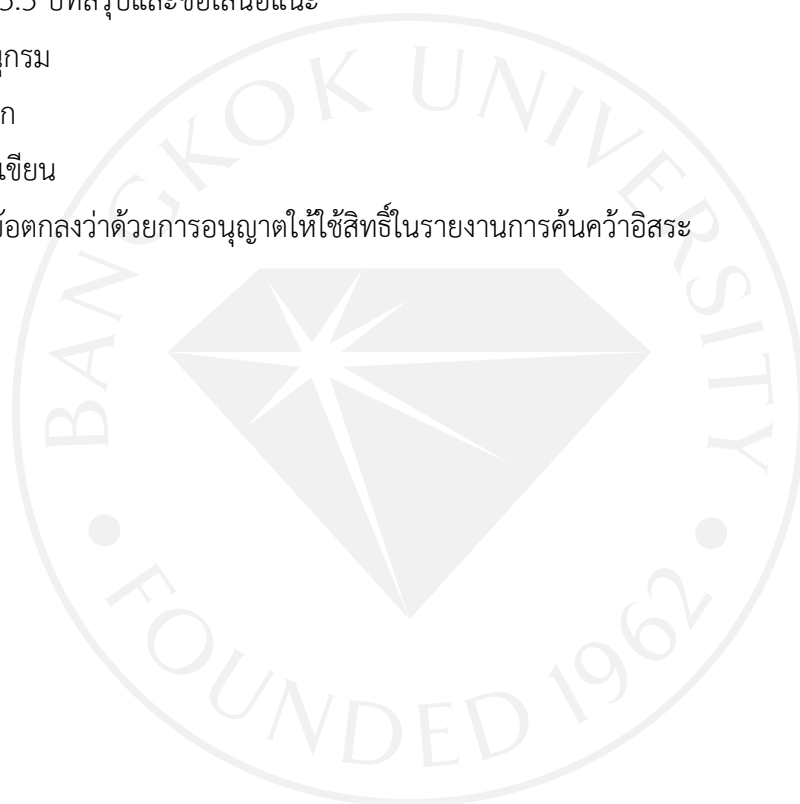 5.5 บทสรุปและข้อเสนอแนะ
ุกรม
ก
เขียน
้อตกลงว่าด้วยการอนุญาตให้ใช้สิทธิ์ในรายงานการค้นคว้าอิสระ
BANGKOK UNIVERSITY
FOUNDED 1962